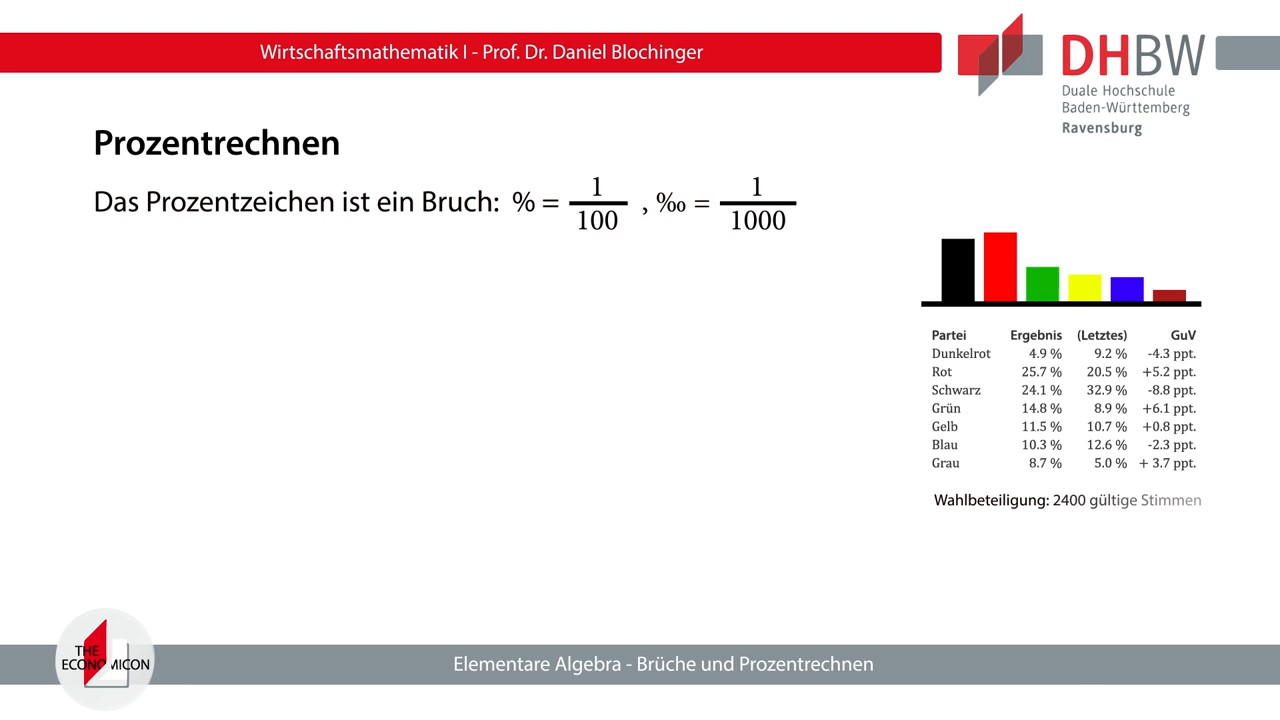 Wirtschaftsmathematik I - Prof. Dr. Daniel Blochinger
DHBW
Duale Hochschule
Baden-Württemberg
Ravensburg
Prozentrechnen
Das Prozentzeichen ist ein Bruch: % = 1/100 , ‰ = 1/1000
Partei Ergebnis (Letztes) GuV
Dunkelrot 4.9 % 9.2 % -4.3 ppt.
Rot 25.7 % 20.5 % +5.2 ppt.
Schwarz 24.1 % 32.9 % -8.8 ppt.
Grün 14.8 % 8.9 % +6.1 ppt.
Gelb 11.5 % 10.7 % +0.8 ppt.
Blau 10.3 % 12.6 % -2.3 ppt.
Grau 8.7 % 5.0 % + 3.7 ppt.
Wahlbeteiligung: 2400 gültige Stimmen
THE
ECONOMICON
Elementare Algebra - Brüche und Prozentrechnen